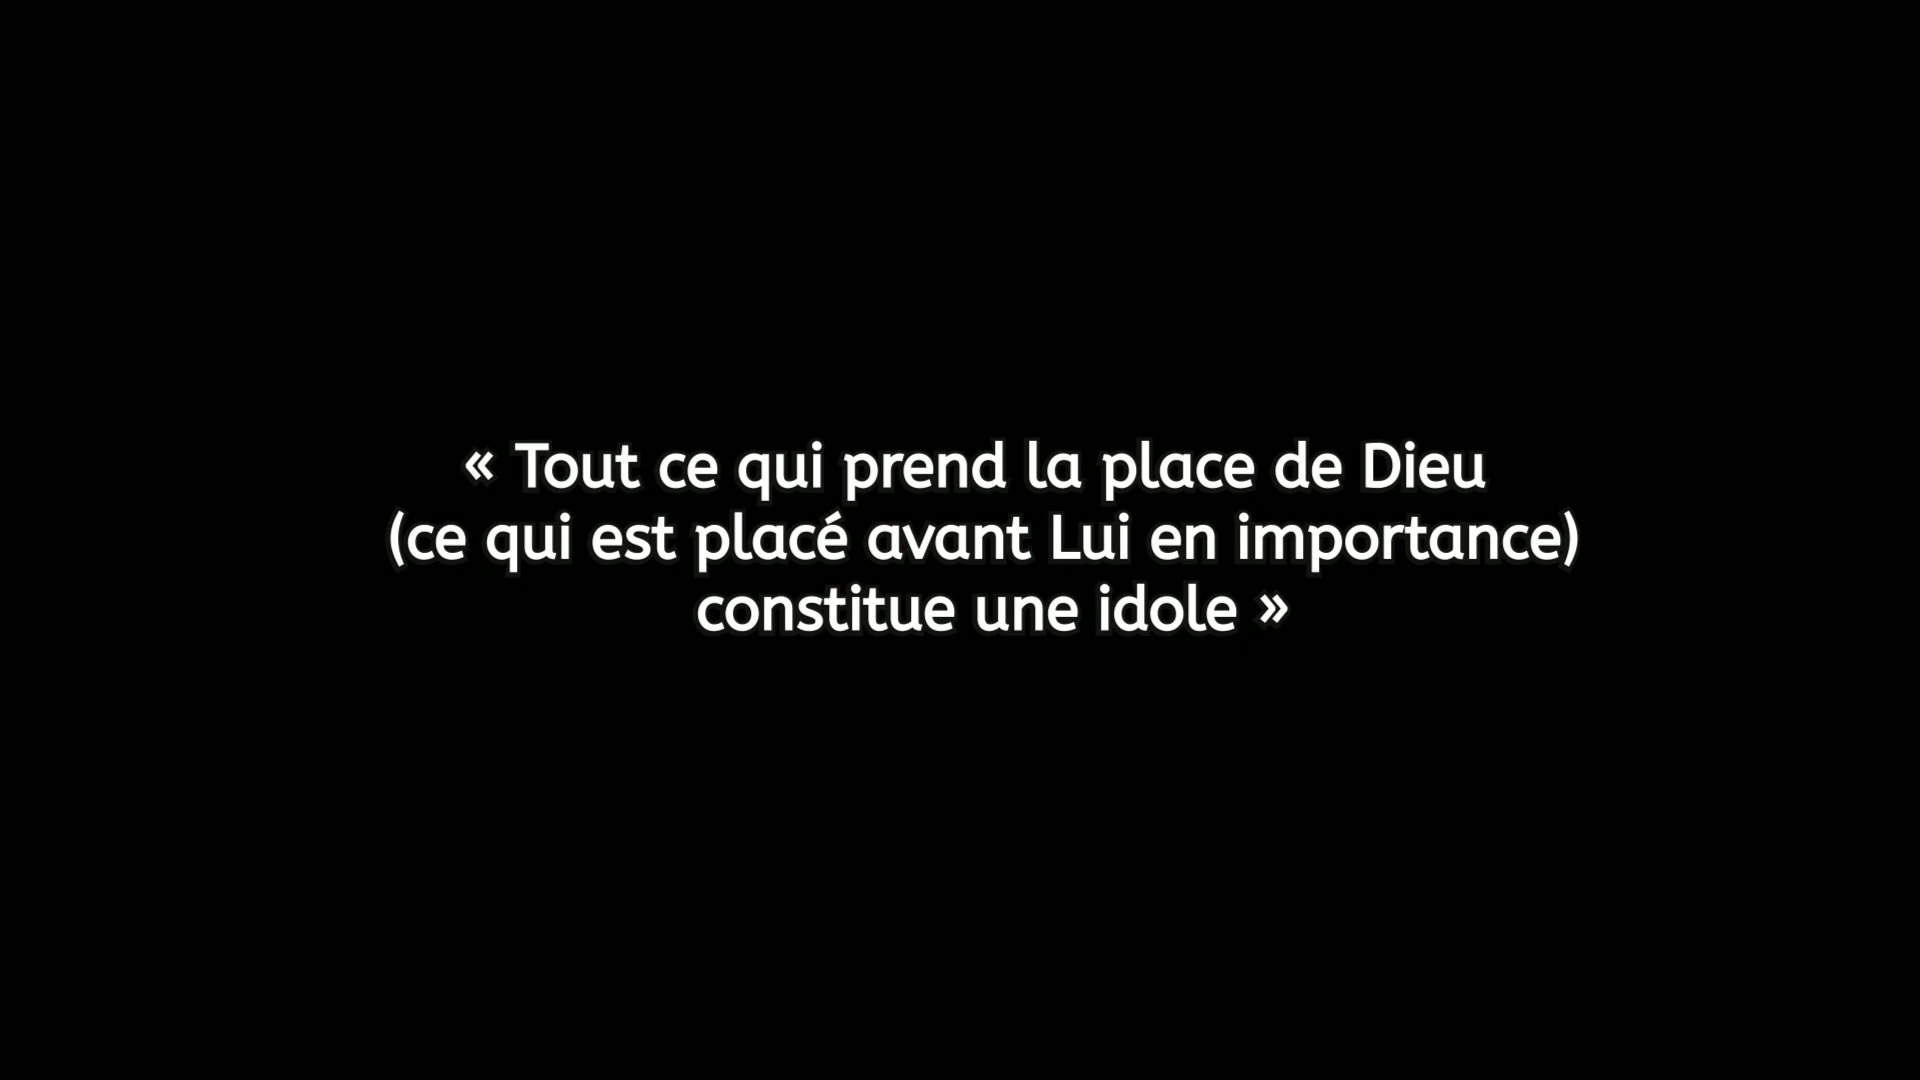 « Tout ce qui prend la place de Dieu
(ce qui est placé avant Lui en importance)
constitue une idole »